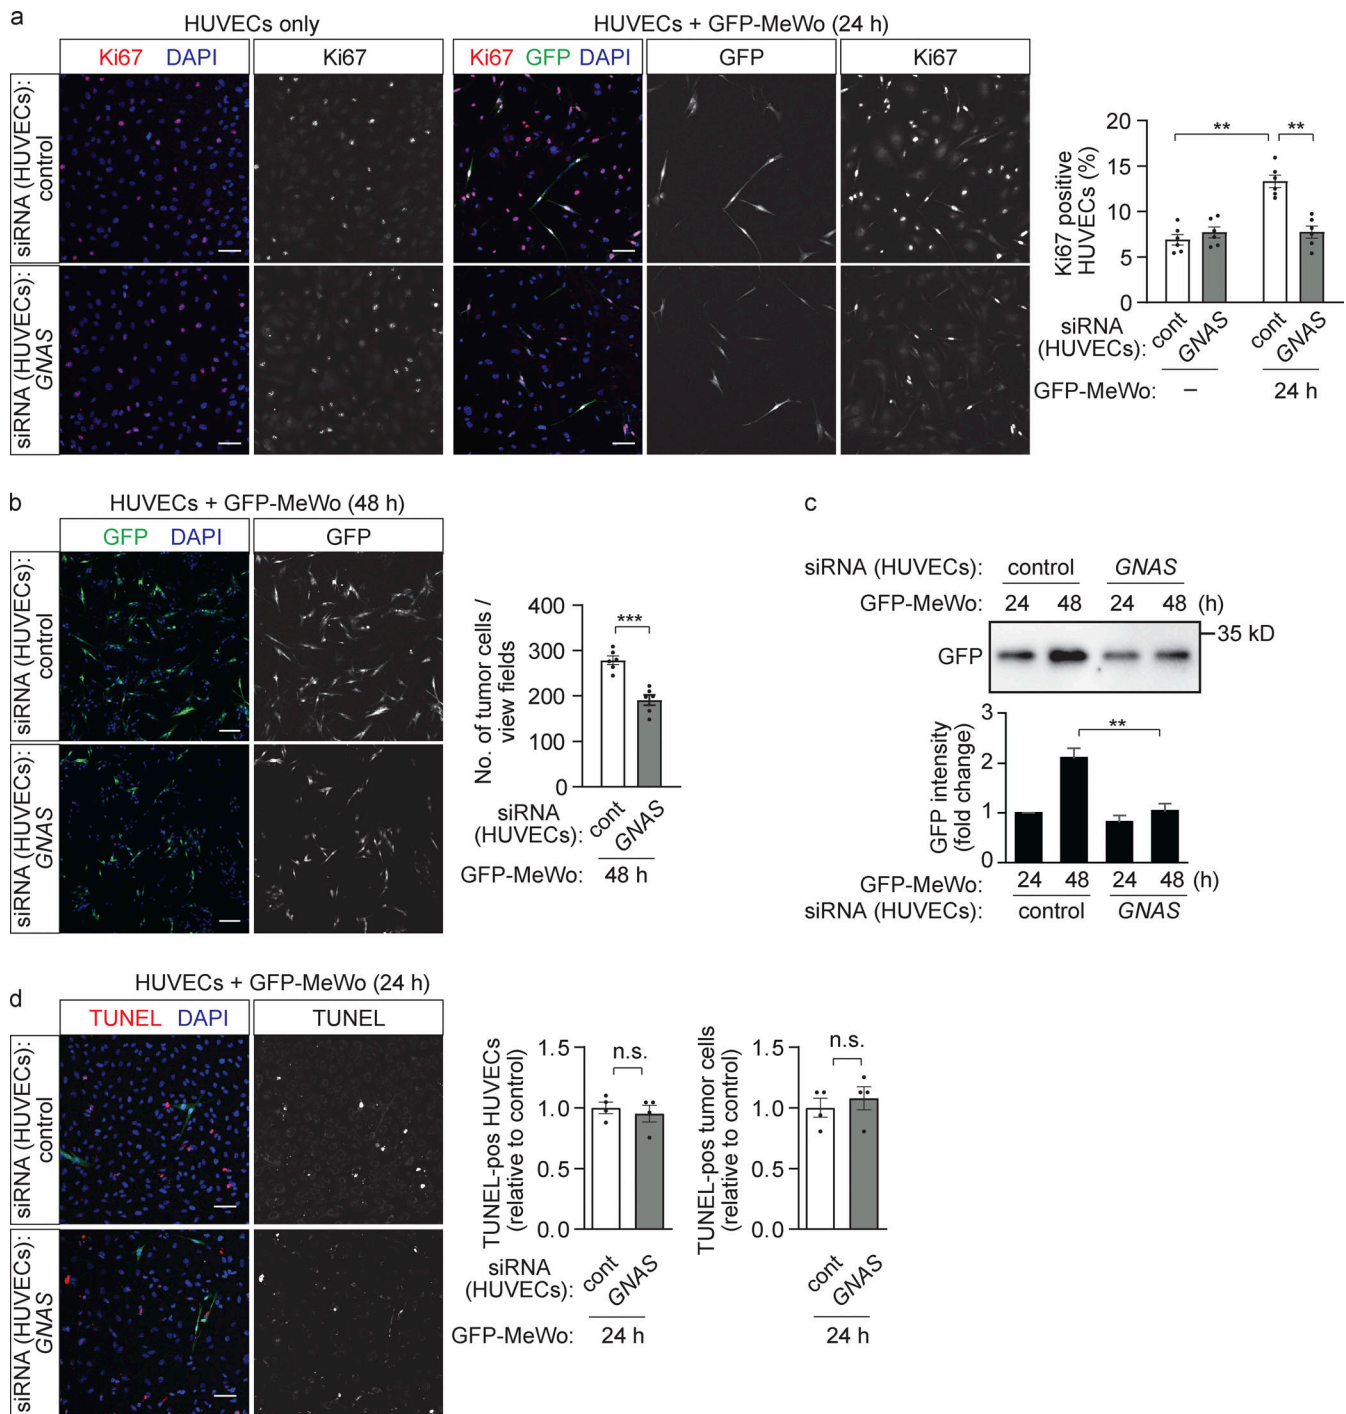 a
HUVECs only
HUVECs + GFP-MeWo (24 h)
Ki67 DAPI
Ki67
Ki67 GFP DAPI
GFP
Ki67
siRNA (HUVECs):
control
siRNA (HUVECs):
GNAS
Ki67 positive
HUVECs (%)
20
15
10
5
0
**
**
siRNA
(HUVECs):
cont
GNAS
cont
GNAS
GFP-MeWo:
–
24 h
b
HUVECs + GFP-MeWo (48 h)
GFP DAPI
GFP
siRNA (HUVECs):
control
siRNA (HUVECs):
GNAS
No. of tumor cells /
view fields
400
300
200
100
0
***
siRNA
(HUVECs):
cont
GNAS
GFP-MeWo:
48 h
c
siRNA (HUVECs): control GNAS
GFP-MeWo: 24 48 24 48 (h)
35 kD
GFP
GFP intensity
(fold change)
3
2
1
0
**
GFP-MeWo: 24 48 24 48 (h)
siRNA (HUVECs): control GNAS
d
HUVECs + GFP-MeWo (24 h)
TUNEL DAPI
TUNEL
siRNA (HUVECs):
control
siRNA (HUVECs):
GNAS
TUNEL-pos HUVECs
(relative to control)
1.5
1.0
0.5
0.0
n.s.
siRNA
(HUVECs):
cont
GNAS
GFP-MeWo:
24 h
TUNEL-pos tumor cells
(relative to control)
1.5
1.0
0.5
0.0
n.s.
cont
GNAS
24 h